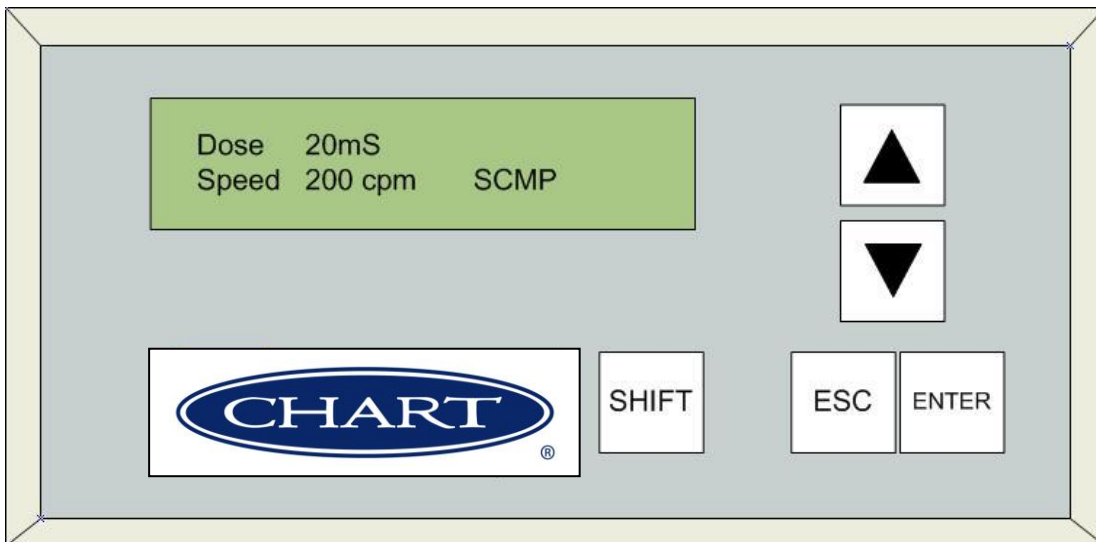 Dose 20mS
Speed 200 cpm SCMP
CHART
®
SHIFT
ESC
ENTER